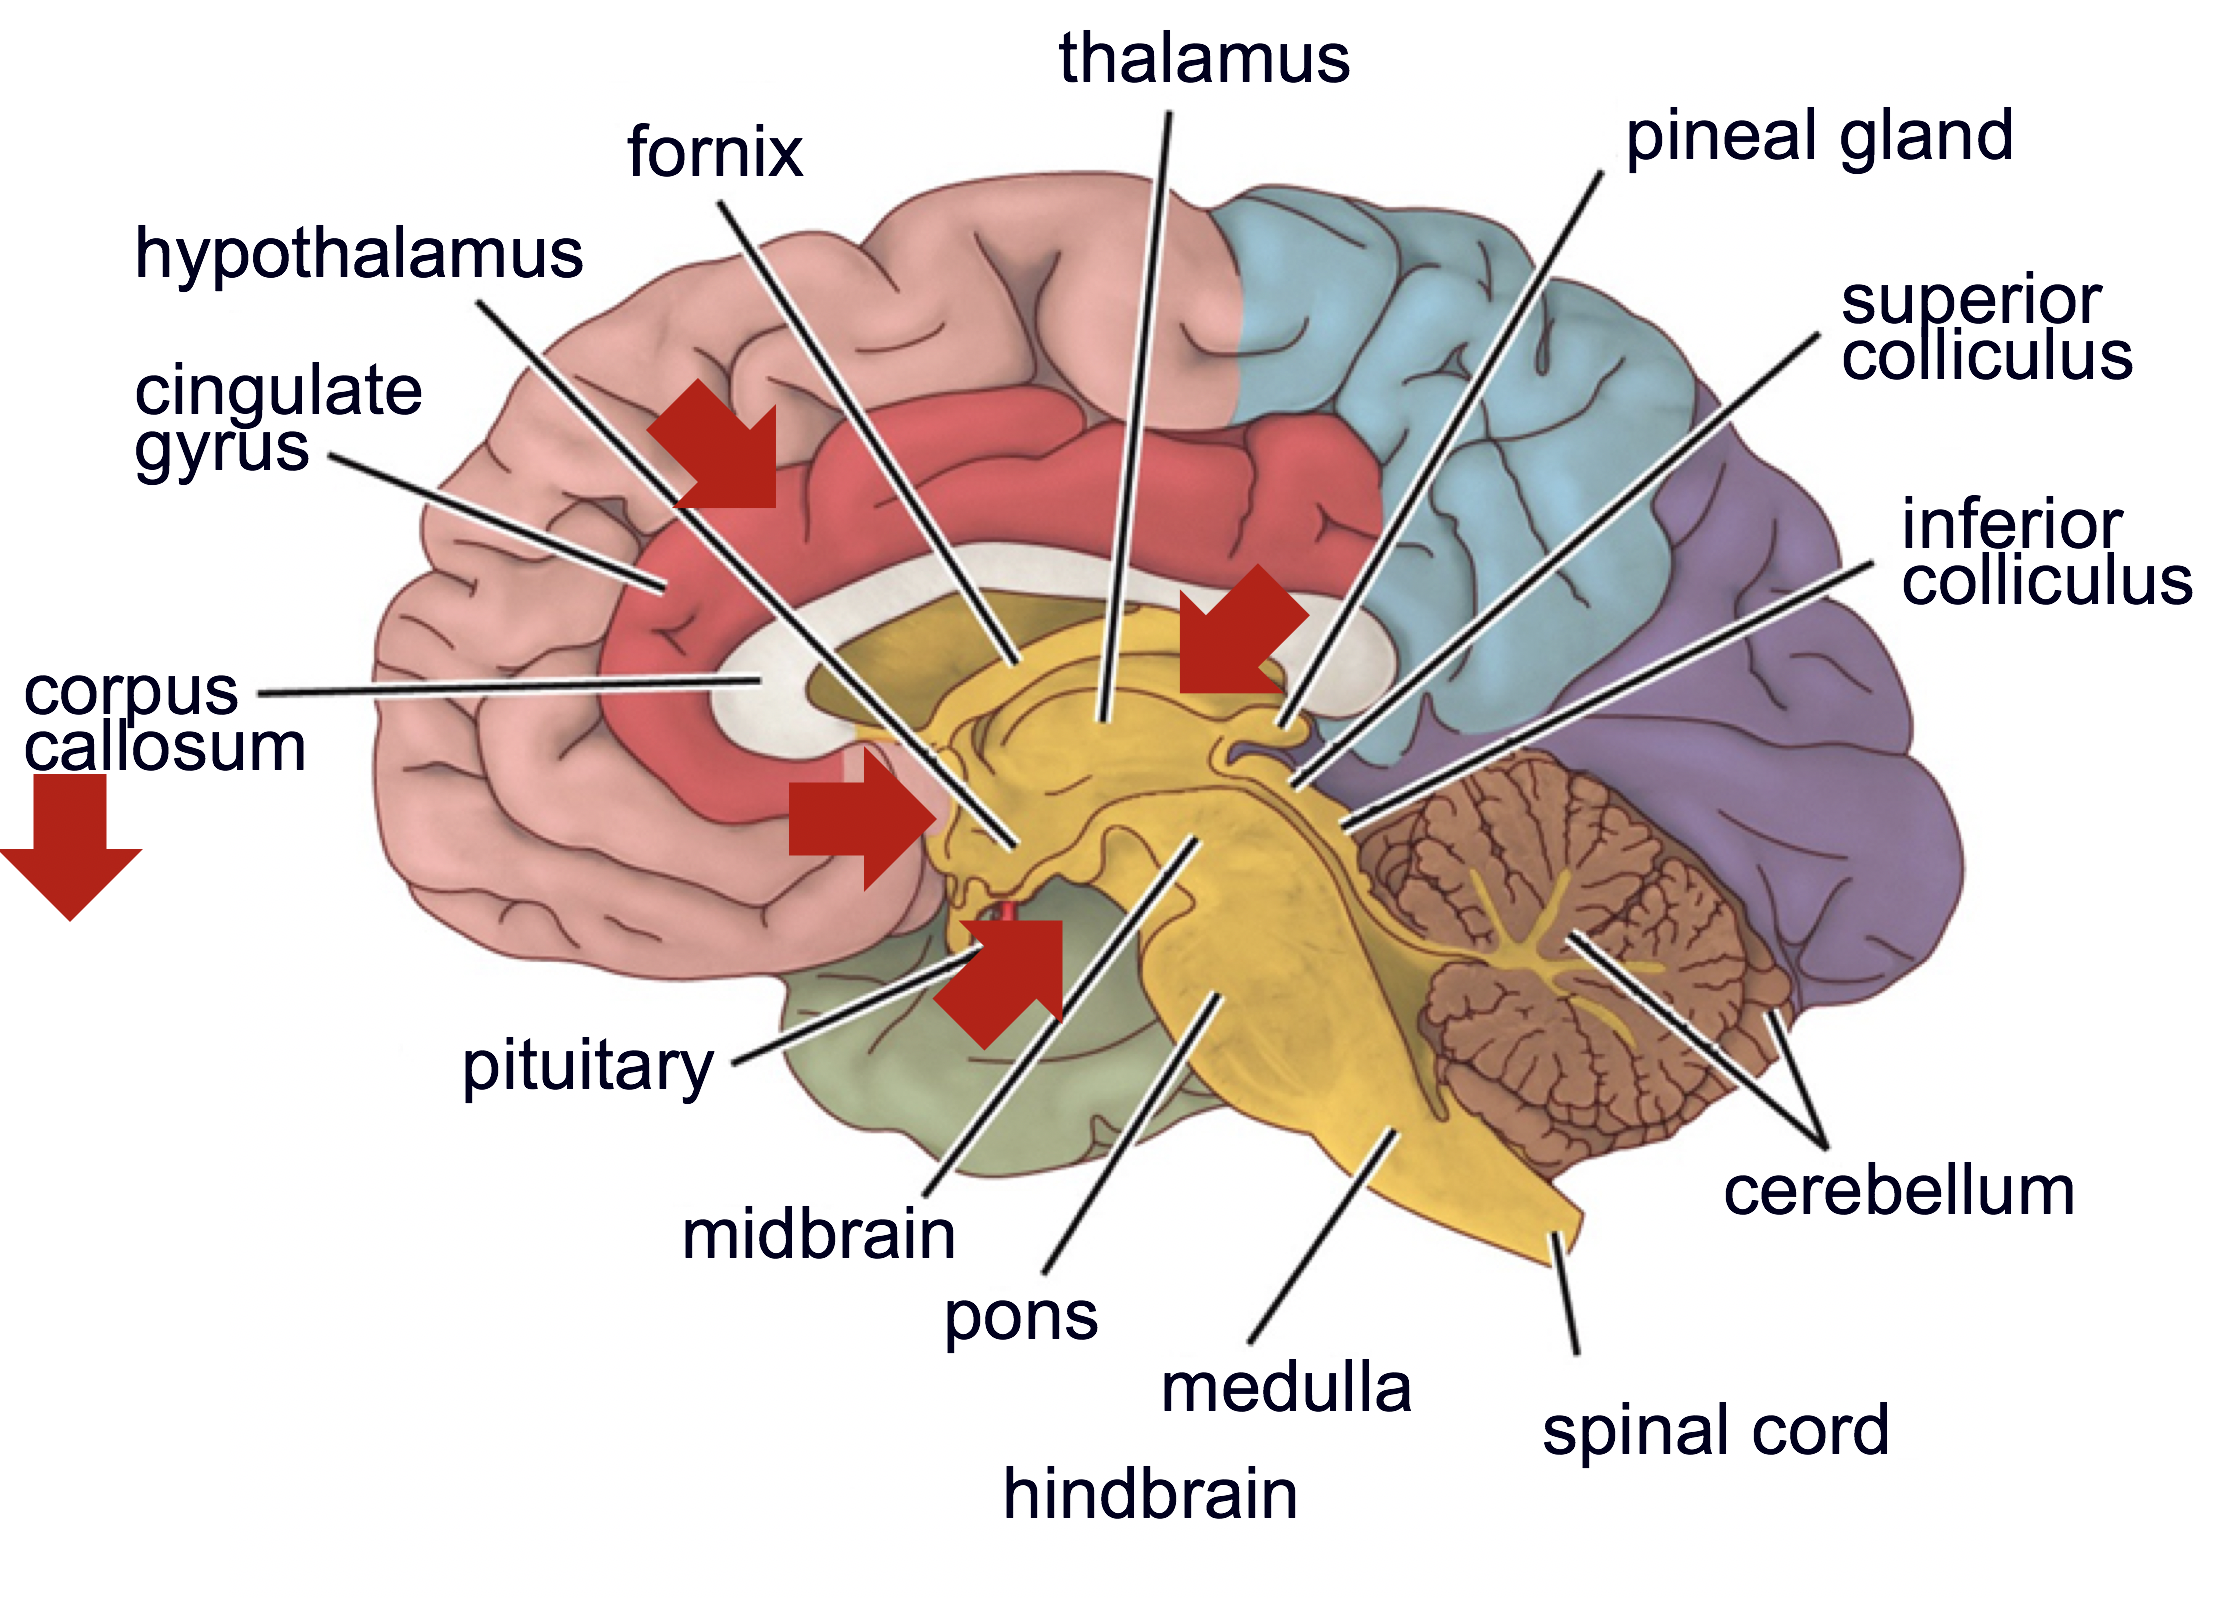 thalamus
fornix
pineal gland
hypothalamus
superior
colliculus
cingulate
gyrus
inferior
colliculus
corpus
callosum
pituitary
midbrain
cerebellum
pons
medulla
spinal cord
hindbrain